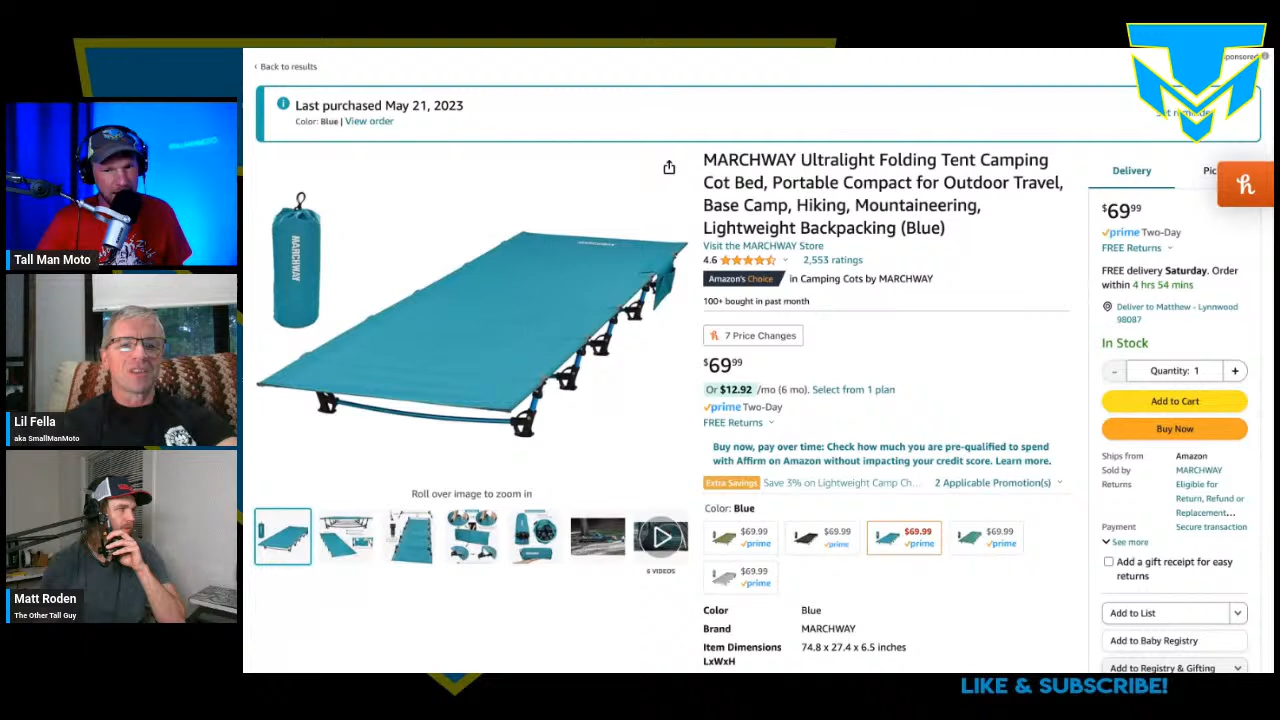 Tall Man Moto
Lil Fella
aka SmallManMoto
Matt Roden
The Other Tall Guy
‹ Back to results
Last purchased May 21, 2023
Color: Blue | View order
MARCHWAY
Roll over image to zoom in
6 VIDEOS
MARCHWAY Ultralight Folding Tent Camping
Cot Bed, Portable Compact for Outdoor Travel,
Base Camp, Hiking, Mountaineering,
Lightweight Backpacking (Blue)
Visit the MARCHWAY Store
4.6 2,553 ratings
Amazon's Choice in Camping Cots by MARCHWAY
100+ bought in past month
7 Price Changes
$69.99
Or $12.92 /mo (6 mo). Select from 1 plan
prime Two-Day
FREE Returns
Buy now, pay over time: Check how much you are pre-qualified to spend
with Affirm on Amazon without impacting your credit score. Learn more.
Extra Savings Save 3% on Lightweight Camp Ch... 2 Applicable Promotion(s)
Color: Blue
$69.99 $69.99 $69.99 $69.99
prime prime prime prime
$69.99
prime
Color Blue
Brand MARCHWAY
Item Dimensions 74.8 x 27.4 x 6.5 inches
LxWxH
Delivery
$69.99
prime Two-Day
FREE Returns
FREE delivery Saturday. Order
within 4 hrs 54 mins
Deliver to Matthew - Lynnwood
98087
In Stock
- Quantity: 1 +
Add to Cart
Buy Now
Ships from Amazon
Sold by MARCHWAY
Returns Eligible for
Return, Refund or
Replacement...
Payment Secure transaction
See more
Add a gift receipt for easy
returns
Add to List
Add to Baby Registry
Add to Registry & Gifting
LIKE & SUBSCRIBE!